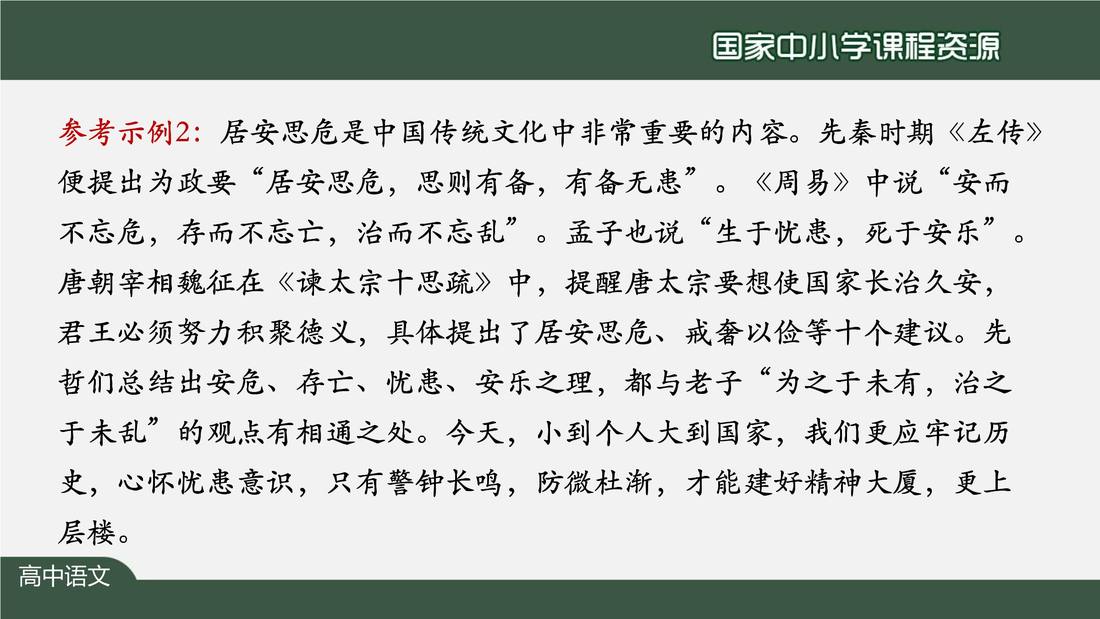 国家中小学课程资源
参考示例2：居安思危是中国传统文化中非常重要的内容。先秦时期《左传》
便提出为政要“居安思危，思则有备，有备无患”。《周易》中说“安而
不忘危，存而不忘亡，治而不忘乱”。孟子也说“生于忧患，死于安乐”。
唐朝宰相魏征在《谏太宗十思疏》中，提醒唐太宗要想使国家长治久安，
君王必须努力积聚德义，具体提出了居安思危、戒奢以俭等十个建议。先
哲们总结出安危、存亡、忧患、安乐之理，都与老子“为之于未有，治之
于未乱”的观点有相通之处。今天，小到个人大到国家，我们更应牢记历
史，心怀忧患意识，只有警钟长鸣，防微杜渐，才能建好精神大厦，更上
层楼。
高中语文